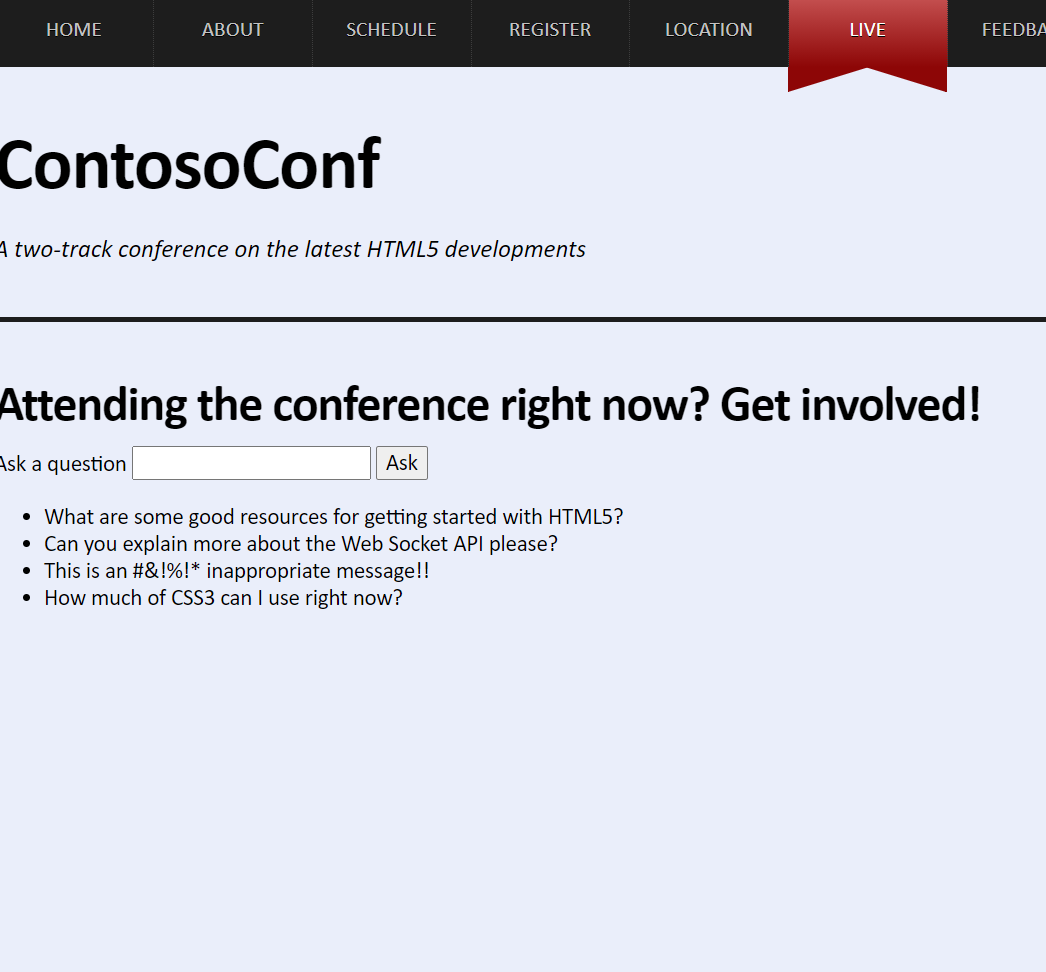 HOME ABOUT SCHEDULE REGISTER LOCATION LIVE FEEDBA
ContosoConf
A two-track conference on the latest HTML5 developments
Attending the conference right now? Get involved!
Ask a question Ask
• What are some good resources for getting started with HTML5?
• Can you explain more about the Web Socket API please?
• This is an #&!%!* inappropriate message!!
• How much of CSS3 can I use right now?